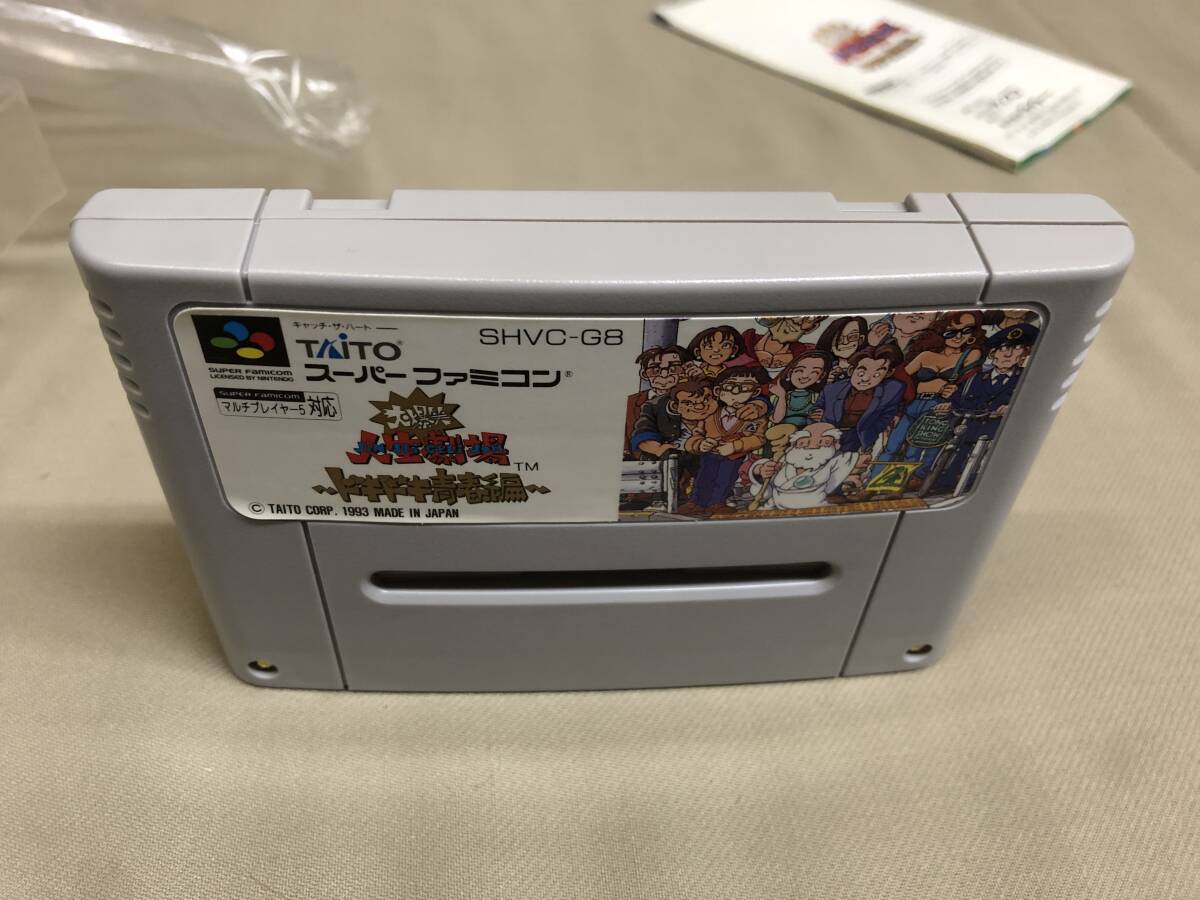 キャッチ・ザ・ハート
TAITO®
SHVC-G8
SUPER FAMICOM
LICENSED BY NINTENDO
スーパーファミコン®
SUPER FAMICOM
マルチプレイヤー5 対応
大爆笑
人生劇場
～ドキドキ青春編～
TM
© TAITO CORP. 1993 MADE IN JAPAN